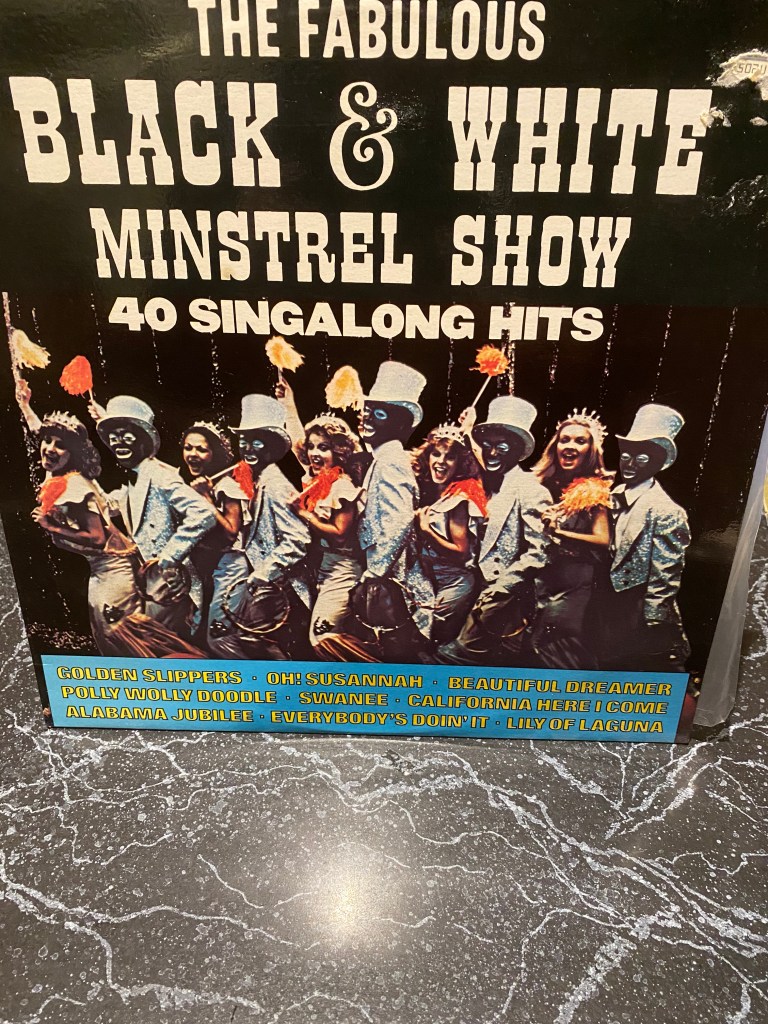 THE FABULOUS
BLACK & WHITE
MINSTREL SHOW
40 SINGALONG HITS
GOLDEN SLIPPERS · OH! SUSANNAH · BEAUTIFUL DREAMER
POLLY WOLLY DOODLE · SWANEE · CALIFORNIA HERE I COME
ALABAMA JUBILEE · EVERYBODY'S DOIN' IT · LILY OF LAGUNA